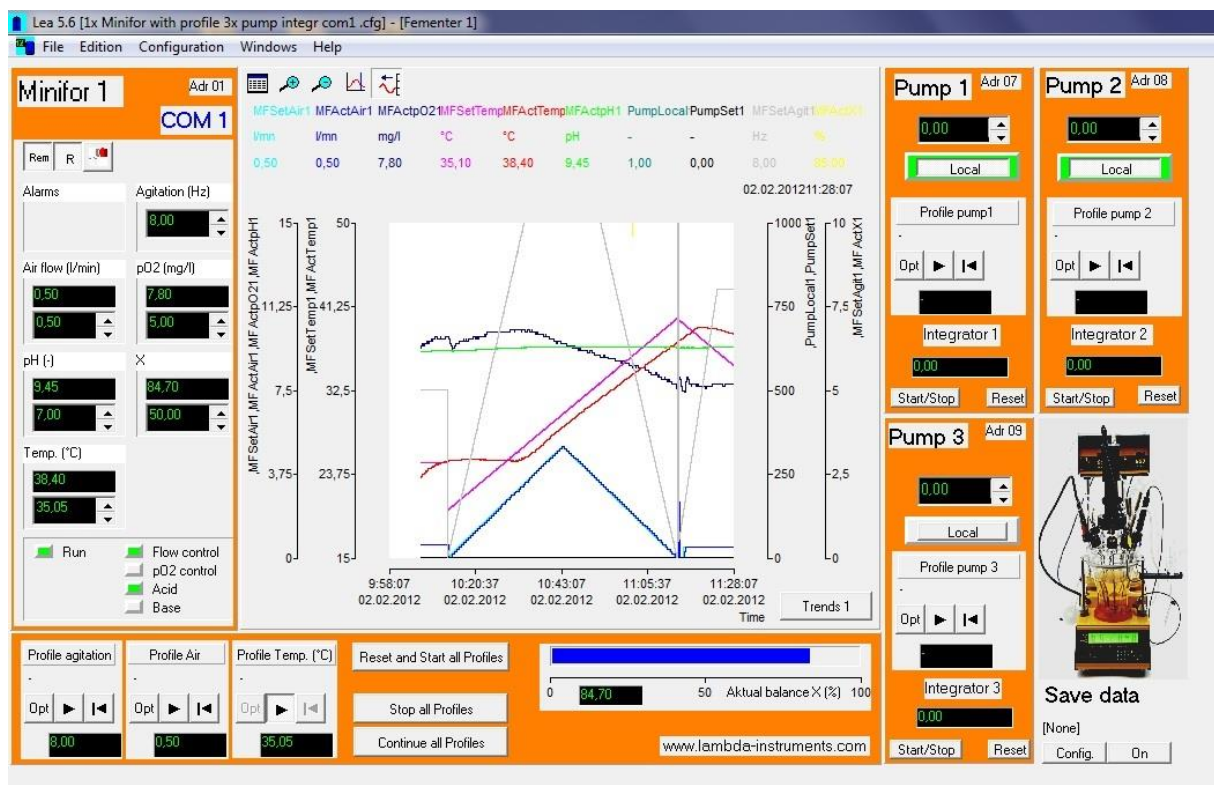 Lea 5.6 [1x Minifor with profile 3x pump integr com1 .cfg] - [Fementer 1]
File Edition Configuration Windows Help
Minifor 1
Adr 01
COM 1
Rem R
Alarms
Agitation (Hz)
8,00
Air flow (l/min)
pO2 (mg/l)
0,50
7,80
0,50
5,00
pH (-)
X
9,45
84,70
7,00
50,00
Temp. (°C)
38,40
35,05
Run
Flow control
pO2 control
Acid
Base
MFSetAir1 MFActAir1 MFActpO21 MFSetTemp MFActTemp MFActpH1 PumpLocal PumpSet1 MFSetAgit1 MFActX1
l/mn l/mn mg/l °C °C pH - - Hz %
0,50 0,50 7,80 35,10 38,40 9,45 1,00 0,00 8,00 85,00
02.02.201211:28:07
,MFSetAir1 ,MF ActAir1 ,MF ActpO21 ,MF ActpH1
15
11,25
7,5
3,75
0
,MFSetTemp1 ,MF ActTemp1
50
41,25
32,5
23,75
15
1000
750
500
250
0
,PumpLocal1 ,PumpSet1
10
7,5
5
2,5
0
,MFSetAgit1 ,MF ActX1
9:58:07 10:20:37 10:43:07 11:05:37 11:28:07
02.02.2012 02.02.2012 02.02.2012 02.02.2012 02.02.2012
Time
Trends 1
Pump 1
Adr 07
0,00
Local
Profile pump1
-
Opt
-
Integrator 1
0,00
Start/Stop Reset
Pump 2
Adr 08
0,00
Local
Profile pump 2
-
Opt
-
Integrator 2
0,00
Start/Stop Reset
Pump 3
Adr 09
0,00
Local
Profile pump 3
-
Opt
-
Integrator 3
0,00
Start/Stop Reset
Profile agitation
-
Opt
8,00
Profile Air
-
Opt
0,50
Profile Temp. (°C)
-
Opt
35,05
Reset and Start all Profiles
Stop all Profiles
Continue all Profiles
0 84,70 50 Aktual balance X (%) 100
www.lambda-instruments.com
Save data
[None]
Config. On